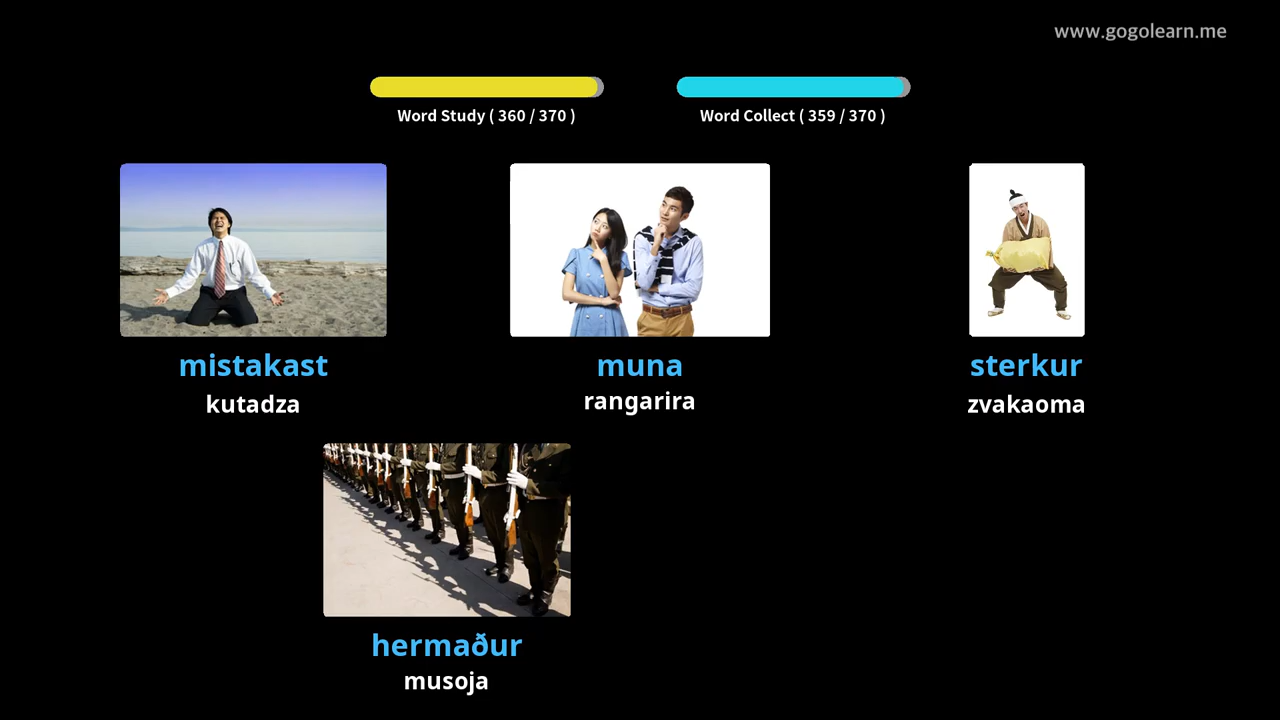 www.gogolearn.me
Word Study ( 360 / 370 )
Word Collect ( 359 / 370 )
mistakast
kutadza
muna
rangarira
sterkur
zvakaoma
hermaður
musoja